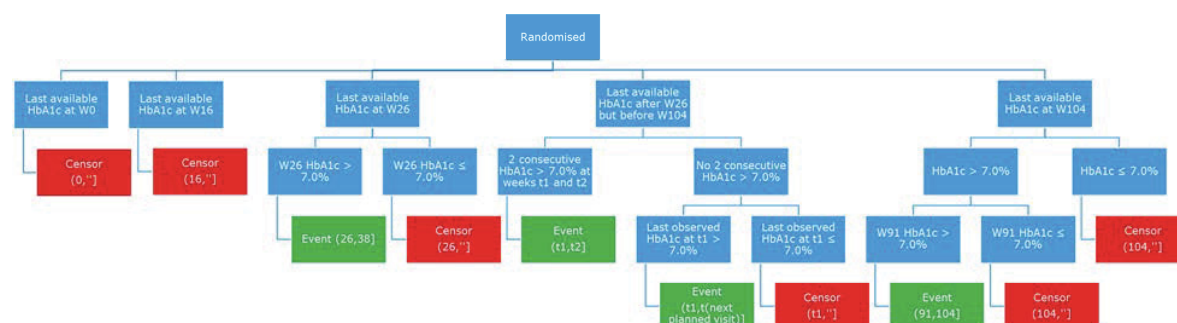 Randomised
Last available
HbA1c at W0
Last available
HbA1c at W16
Last available
HbA1c at W26
Last available
HbA1c after W26
but before W104
Last available
HbA1c at W104
Censor
(0,"]
Censor
(16,"]
W26 HbA1c >
7.0%
W26 HbA1c ≤
7.0%
2 consecutive
HbA1c > 7.0% at
weeks t1 and t2
No 2 consecutive
HbA1c > 7.0%
HbA1c > 7.0%
HbA1c ≤ 7.0%
Event (26,38]
Censor
(26,"]
Event
(t1,t2]
Last observed
HbA1c at t1 >
7.0%
Last observed
HbA1c at t1 ≤
7.0%
W91 HbA1c >
7.0%
W91 HbA1c ≤
7.0%
Censor
(104,"]
Event
(t1,t(next
planned visit)]
Censor
(t1,"]
Event
(91,104]
Censor
(104,"]